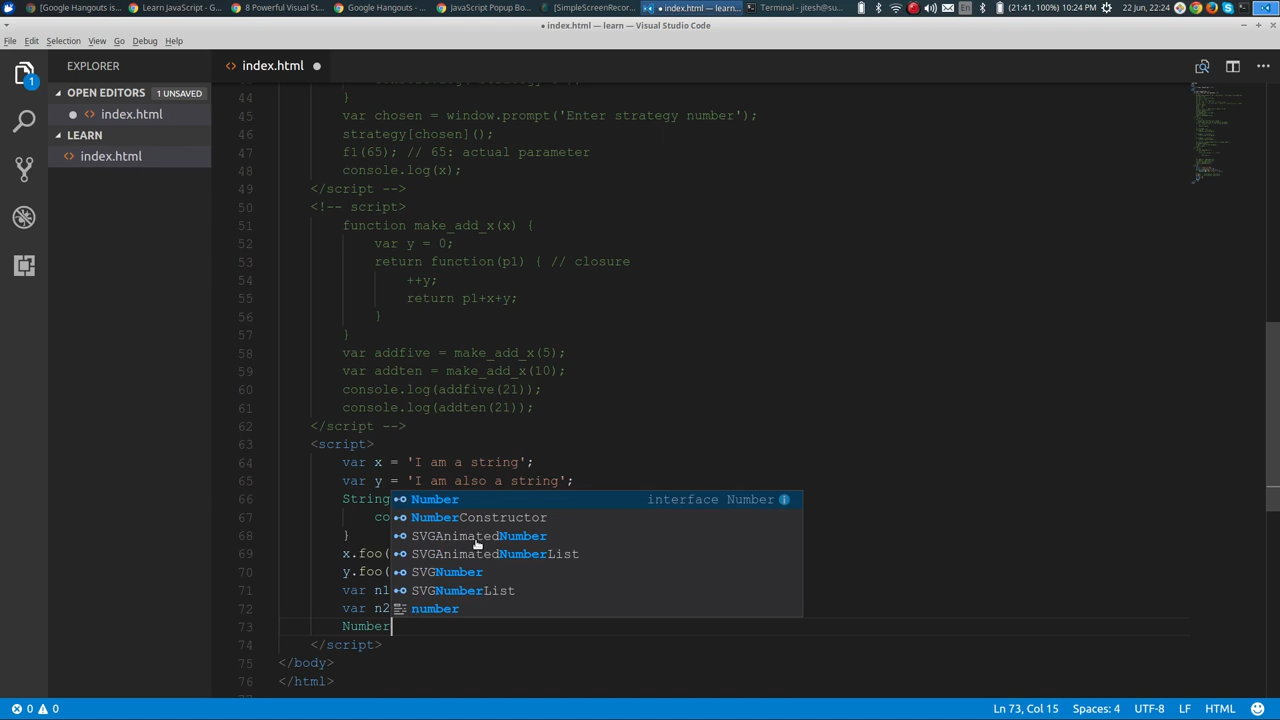 [Google Hangouts is...
Learn JavaScript - G...
8 Powerful Visual St...
Google Hangouts - ...
JavaScript Popup Bo...
[SimpleScreenRecor...
• index.html — learn...
Terminal - jitesh@su...
En
(21:41, 100%) 10:24 PM
22 Jun, 22:24
• index.html — learn — Visual Studio Code
File Edit Selection View Go Debug Help
EXPLORER
index.html
OPEN EDITORS 1 UNSAVED
index.html
LEARN
index.html
1
44 }
45 var chosen = window.prompt('Enter strategy number');
46 strategy[chosen]();
47 f1(65); // 65: actual parameter
48 console.log(x);
49 </script -->
50 <!-- script>
51 function make_add_x(x) {
52 var y = 0;
53 return function(p1) { // closure
54 ++y;
55 return p1+x+y;
56 }
57 }
58 var addfive = make_add_x(5);
59 var addten = make_add_x(10);
60 console.log(addfive(21));
61 console.log(addten(21));
62 </script -->
63 <script>
64 var x = 'I am a string';
65 var y = 'I am also a string';
66 String
67 co
68 }
69 x.foo(
70 y.foo(
71 var n1
72 var n2
73 Number
74 </script>
75 </body>
76 </html>
Number interface Number
NumberConstructor
SVGAnimatedNumber
SVGAnimatedNumberList
SVGNumber
SVGNumberList
number
0 0
Ln 73, Col 15
Spaces: 4
UTF-8
LF
HTML